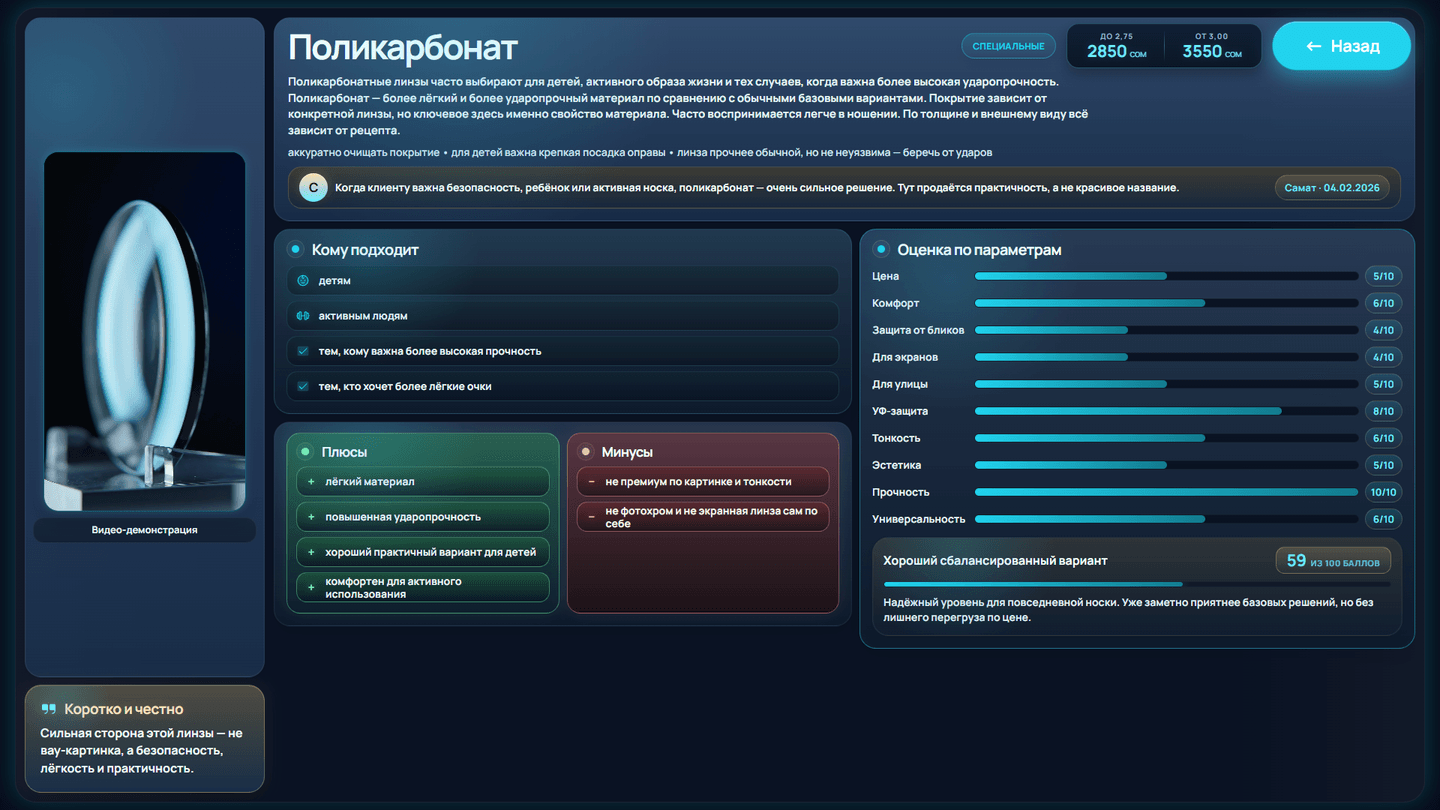 Поликарбонат
СПЕЦИАЛЬНЫЕ
ДО 2,75
2850 СОМ
ОТ 3,00
3550 СОМ
← Назад
Поликарбонатные линзы часто выбирают для детей, активного образа жизни и тех случаев, когда важна более высокая ударопрочность.
Поликарбонат — более лёгкий и более ударопрочный материал по сравнению с обычными базовыми вариантами. Покрытие зависит от
конкретной линзы, но ключевое здесь именно свойство материала. Часто воспринимается легче в ношении. По толщине и внешнему виду всё
зависит от рецепта.
аккуратно очищать покрытие • для детей важна крепкая посадка оправы • линза прочнее обычной, но не неуязвима — беречь от ударов
С
Когда клиенту важна безопасность, ребёнок или активная носка, поликарбонат — очень сильное решение. Тут продаётся практичность, а не красивое название.
Самат · 04.02.2026
Видео-демонстрация
Коротко и честно
Сильная сторона этой линзы — не
вау-картинка, а безопасность,
лёгкость и практичность.
Кому подходит
детям
активным людям
тем, кому важна более высокая прочность
тем, кто хочет более лёгкие очки
Плюсы
+ лёгкий материал
+ повышенная ударопрочность
+ хороший практичный вариант для детей
+ комфортен для активного
использования
Минусы
− не премиум по картинке и тонкости
− не фотохром и не экранная линза сам по
себе
Оценка по параметрам
Цена 5/10
Комфорт 6/10
Защита от бликов 4/10
Для экранов 4/10
Для улицы 5/10
УФ-защита 8/10
Тонкость 6/10
Эстетика 5/10
Прочность 10/10
Универсальность 6/10
Хороший сбалансированный вариант
59 ИЗ 100 БАЛЛОВ
Надёжный уровень для повседневной носки. Уже заметно приятнее базовых решений, но без
лишнего перегруза по цене.